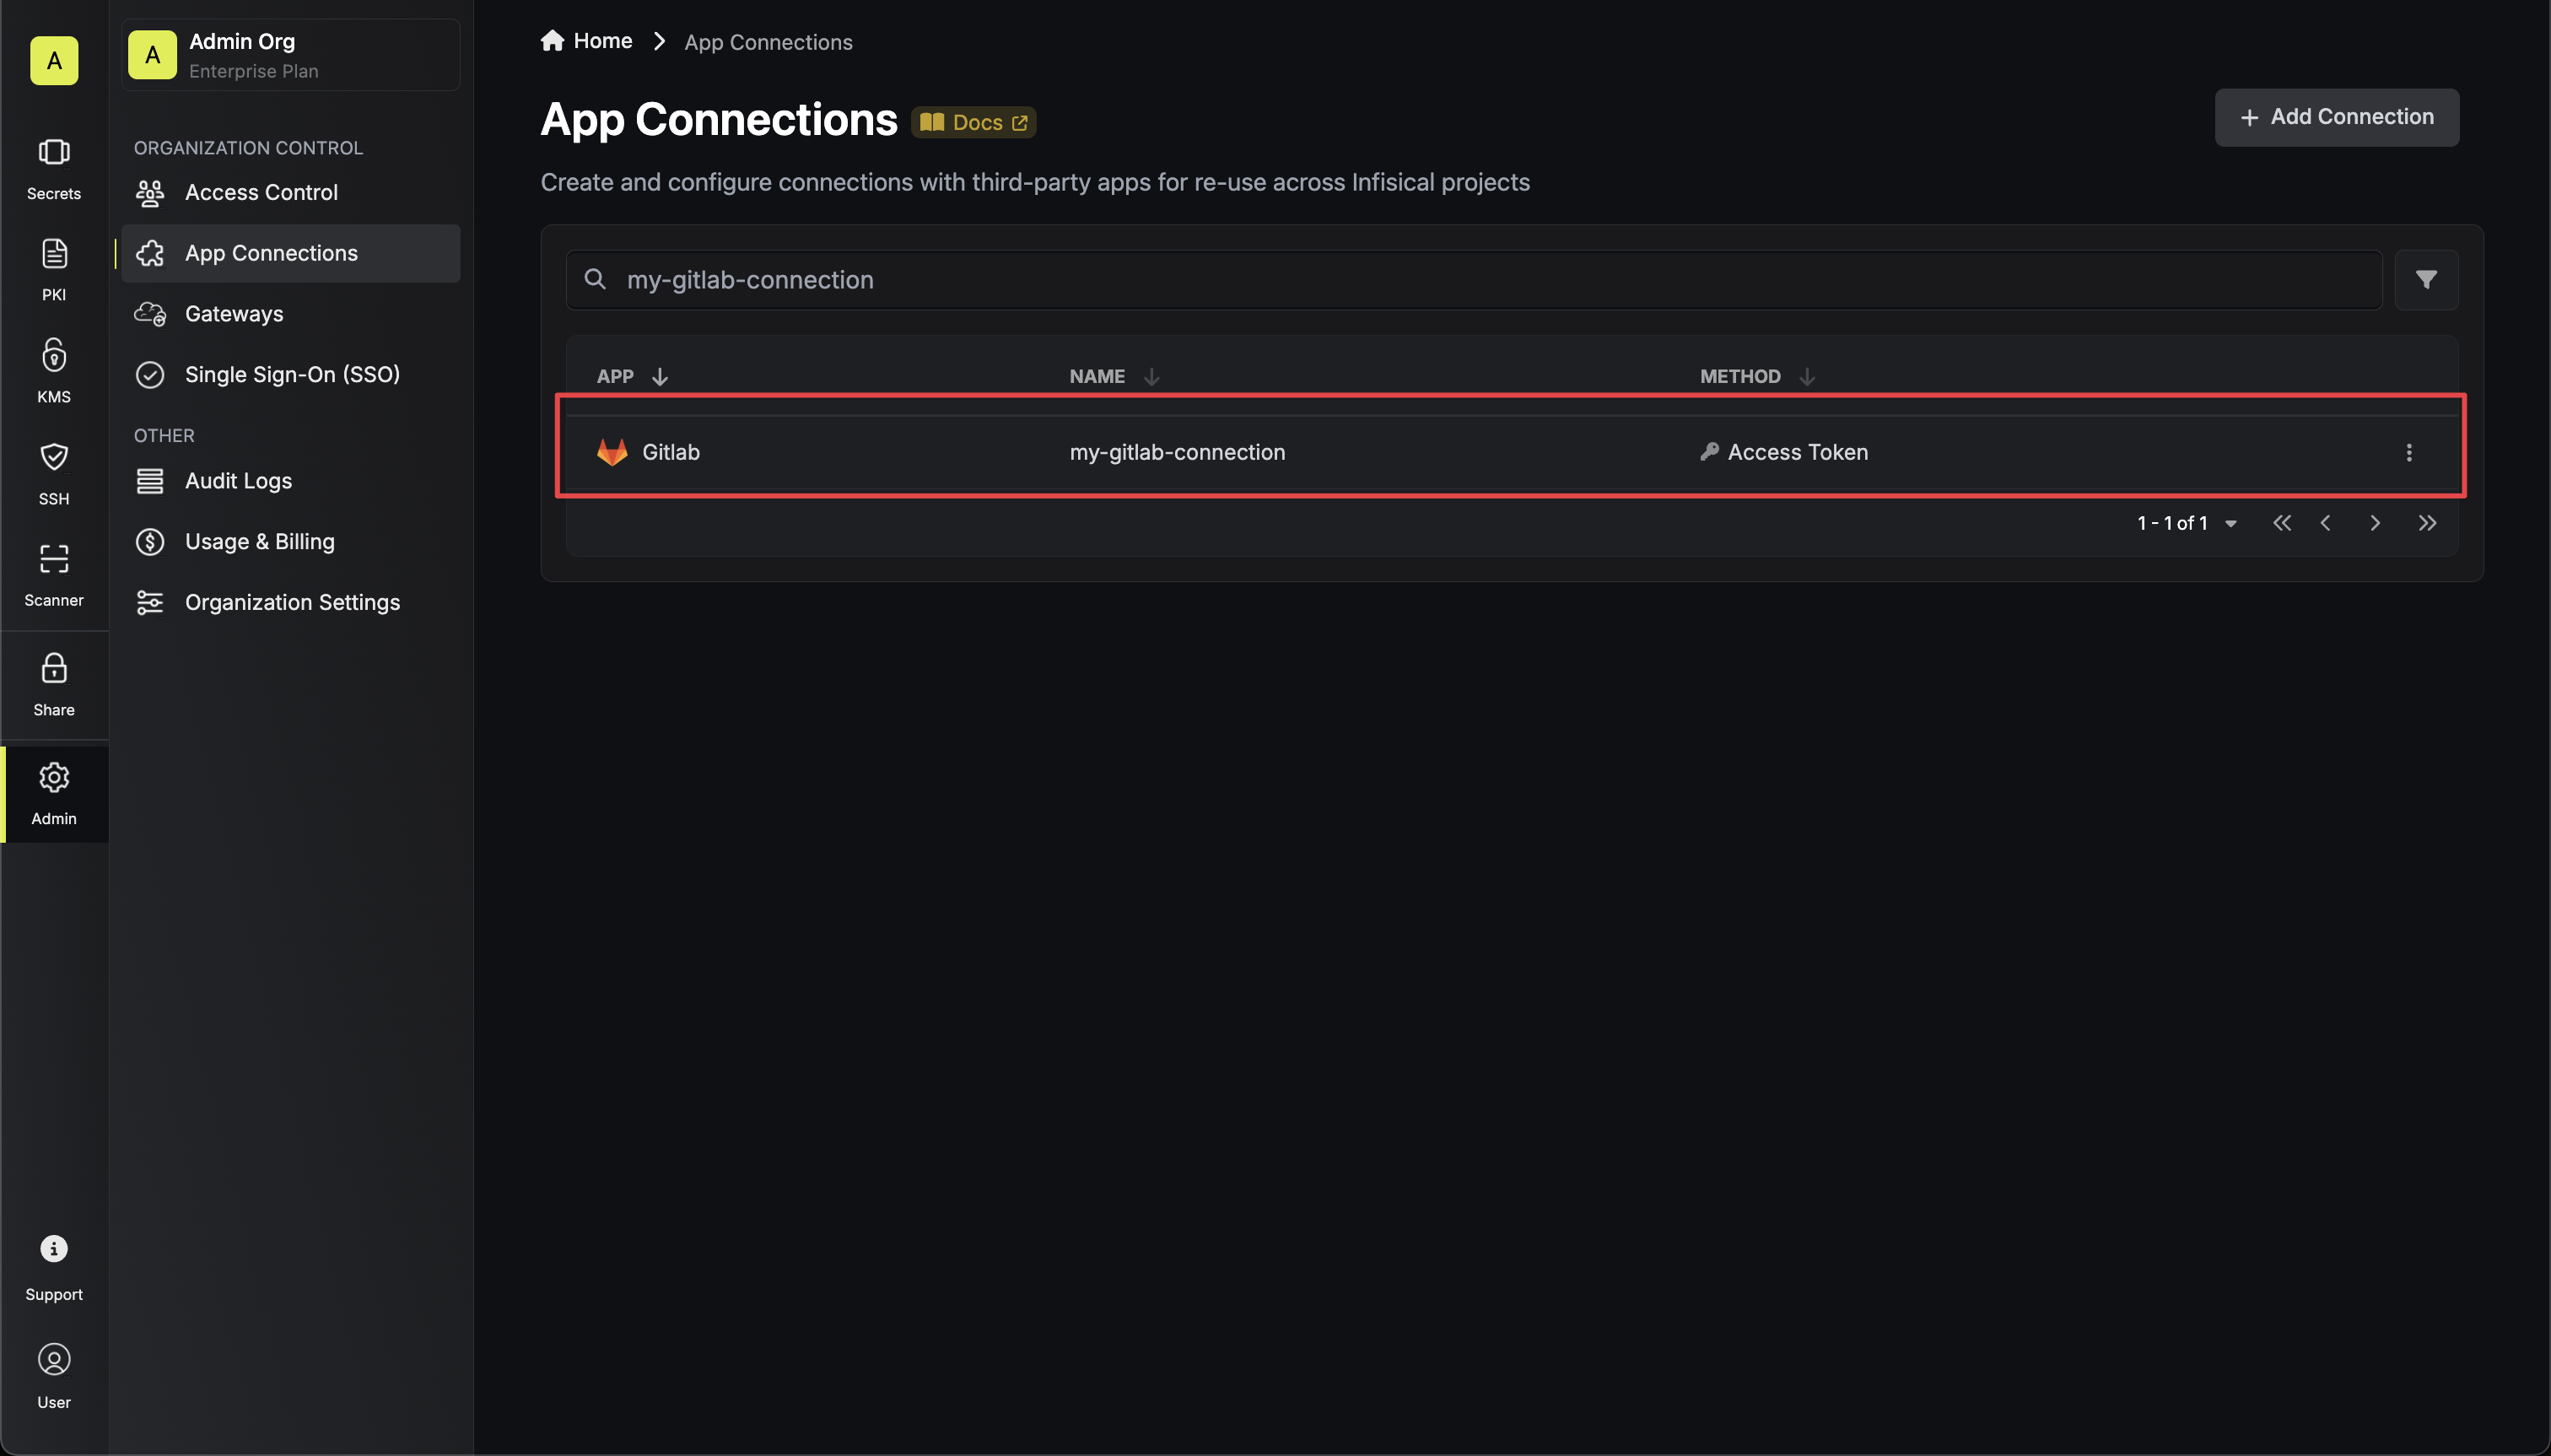 A
Secrets
PKI
KMS
SSH
Scanner
Share
Admin
Support
User
A
Admin Org
Enterprise Plan
ORGANIZATION CONTROL
Access Control
App Connections
Gateways
Single Sign-On (SSO)
OTHER
Audit Logs
Usage & Billing
Organization Settings
Home
App Connections
App Connections
Docs
Add Connection
Create and configure connections with third-party apps for re-use across Infisical projects
my-gitlab-connection
APP NAME METHOD
Gitlab my-gitlab-connection Access Token
1 - 1 of 1